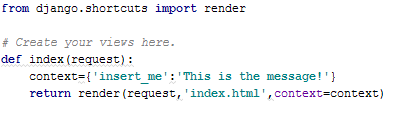 from django.shortcuts import render
# Create your views here.
def index(request):
    context={'insert_me':'This is the message!'}
    return render(request,'index.html',context=context)